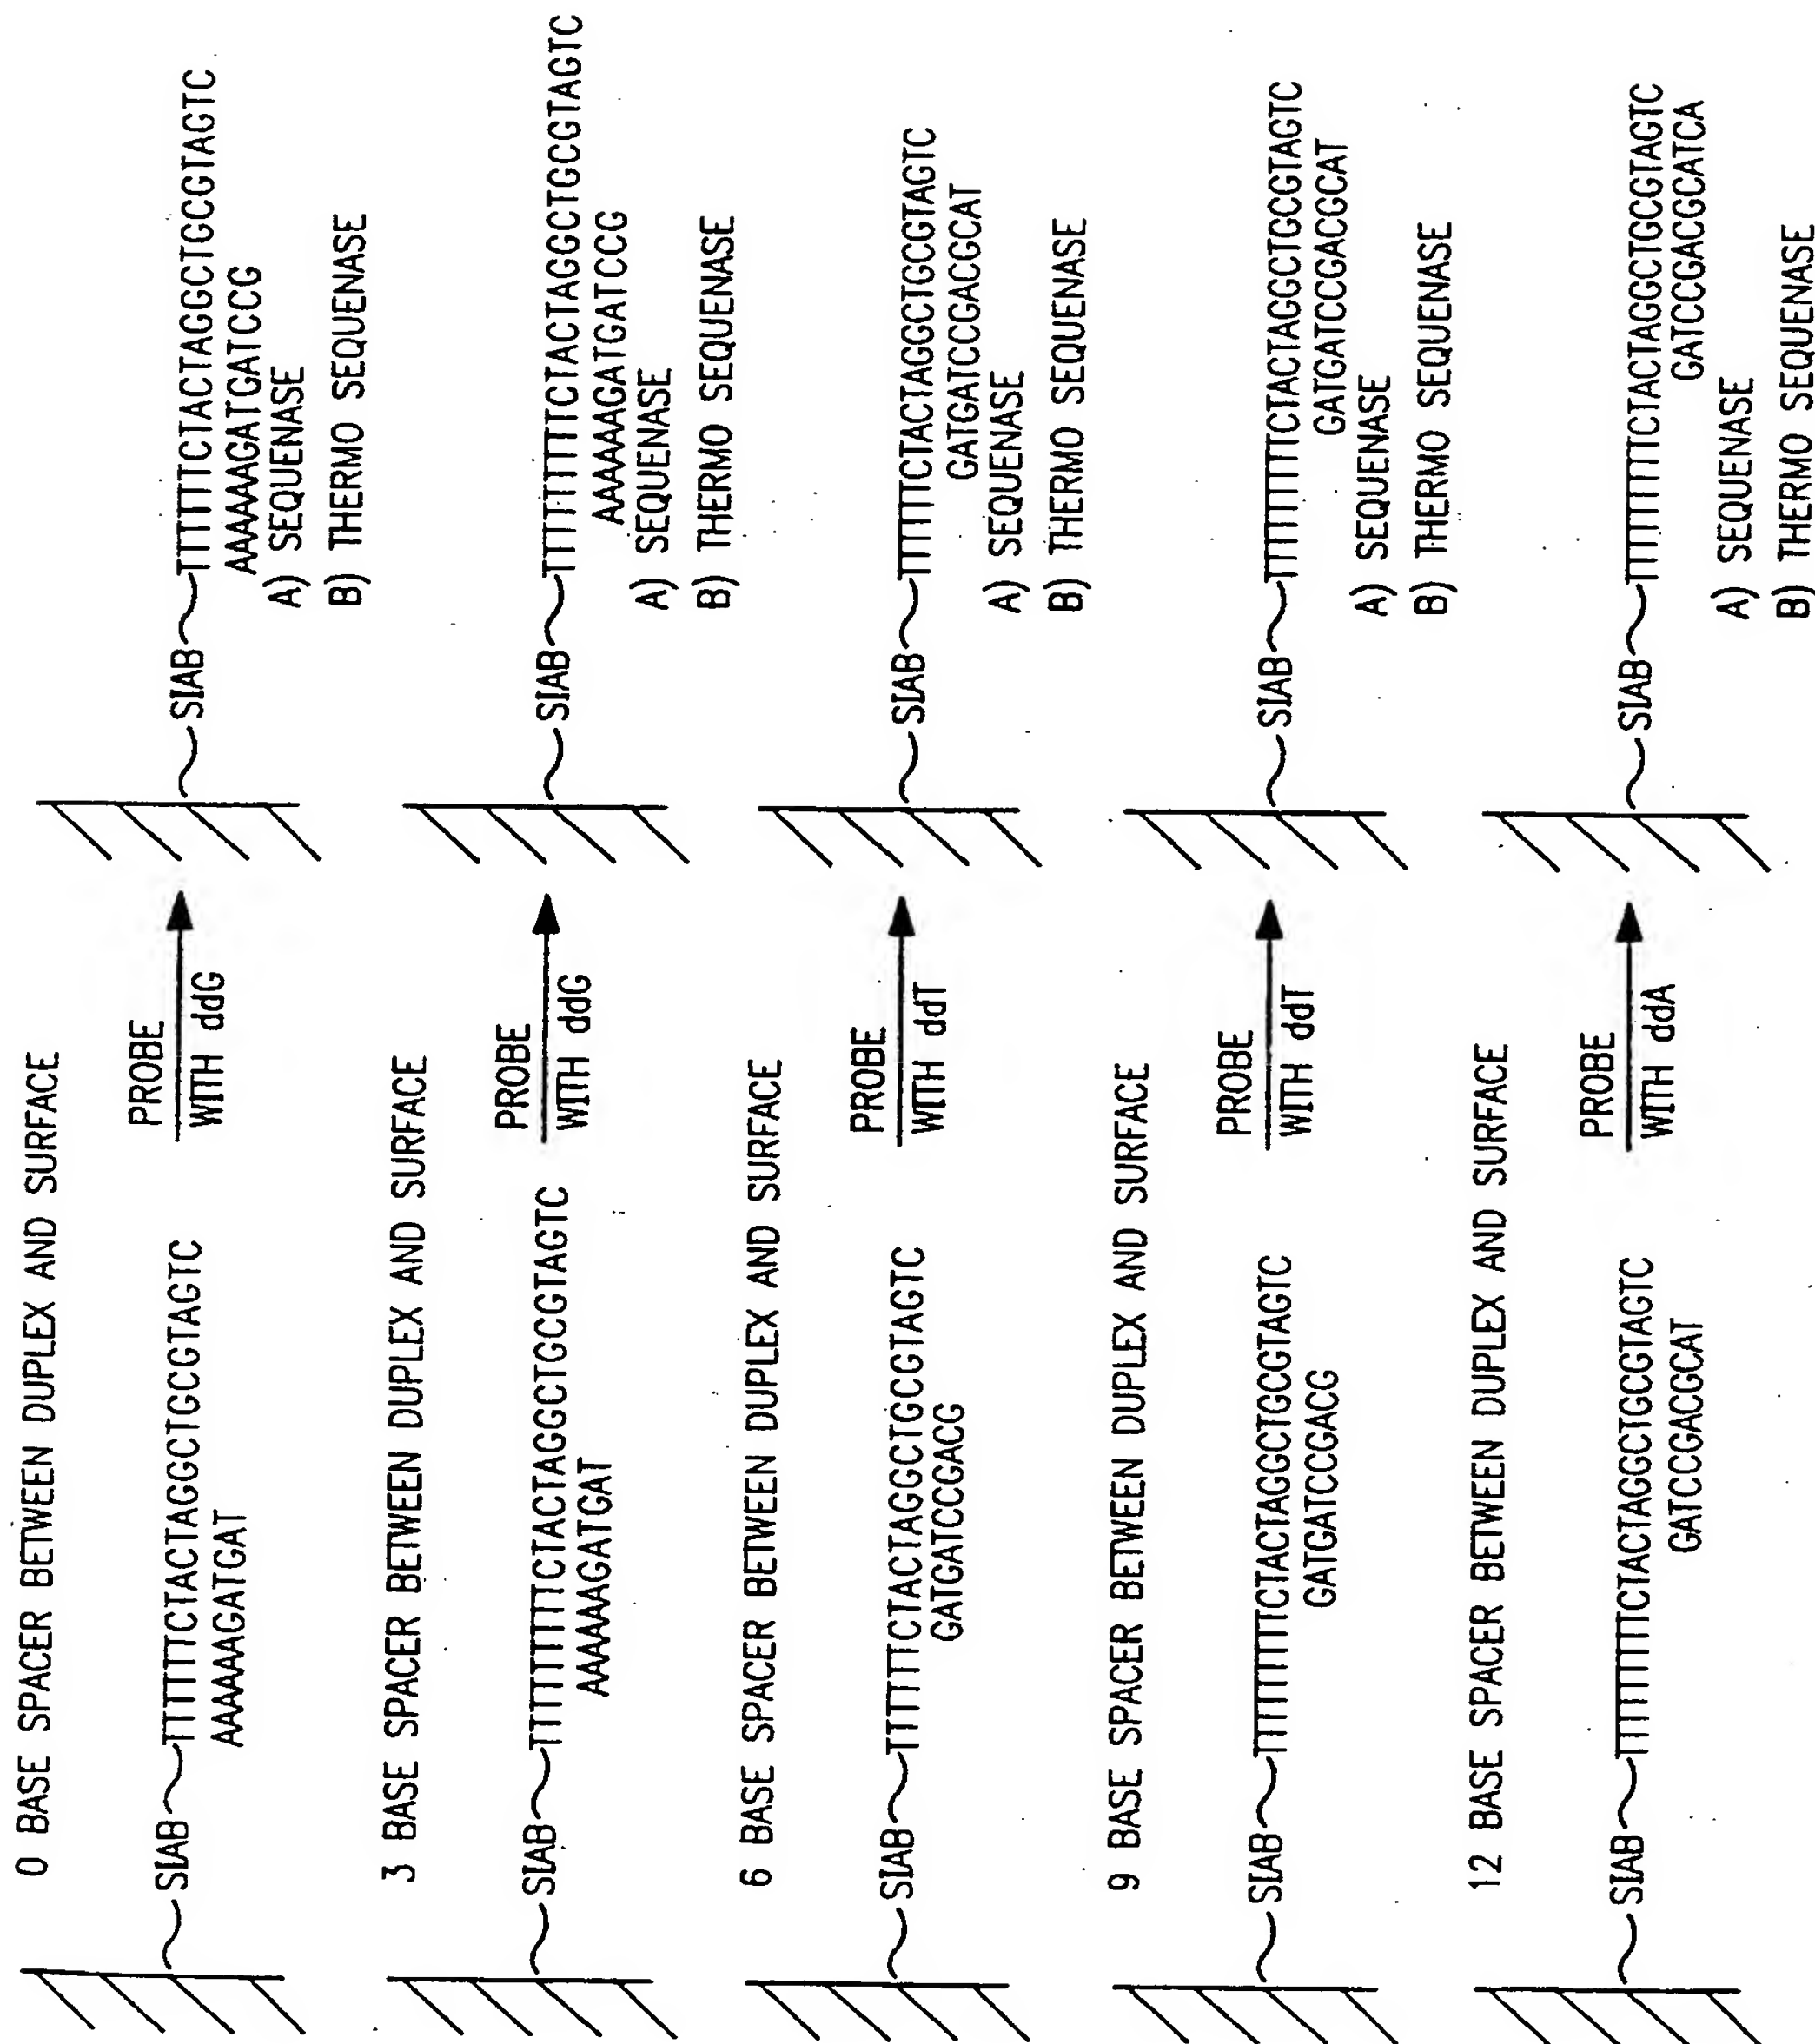 0 BASE SPACER BETWEEN DUPLEX AND SURFACE
SIAB TTTTTTCTACTAGGCTGCGTAGTC
AAAAAGATGAT
PROBE
WITH ddG
SIAB TTTTTTCTACTAGGCTGCGTAGTC
AAAAAGATGATCCG
A) SEQUENASE
B) THERMO SEQUENASE
3 BASE SPACER BETWEEN DUPLEX AND SURFACE
SIAB TTTTTTTTTCTACTAGGCTGCGTAGTC
AAAAAGATGAT
PROBE
WITH ddG
SIAB TTTTTTTTTCTACTAGGCTGCGTAGTC
AAAAAGATGATCCG
A) SEQUENASE
B) THERMO SEQUENASE
6 BASE SPACER BETWEEN DUPLEX AND SURFACE
SIAB TTTTTTCTACTAGGCTGCGTAGTC
GATGATCCGACG
PROBE
WITH ddT
SIAB TTTTTTCTACTAGGCTGCGTAGTC
GATGATCCGACGCAT
A) SEQUENASE
B) THERMO SEQUENASE
9 BASE SPACER BETWEEN DUPLEX AND SURFACE
SIAB TTTTTTTTTCTACTAGGCTGCGTAGTC
GATGATCCGACG
PROBE
WITH ddT
SIAB TTTTTTTTTCTACTAGGCTGCGTAGTC
GATGATCCGACGCAT
A) SEQUENASE
B) THERMO SEQUENASE
12 BASE SPACER BETWEEN DUPLEX AND SURFACE
SIAB TTTTTTTTTCTACTAGGCTGCGTAGTC
GATCCGACGCAT
PROBE
WITH ddA
SIAB TTTTTTTTTCTACTAGGCTGCGTAGTC
GATCCGACGCATCA
A) SEQUENASE
B) THERMO SEQUENASE